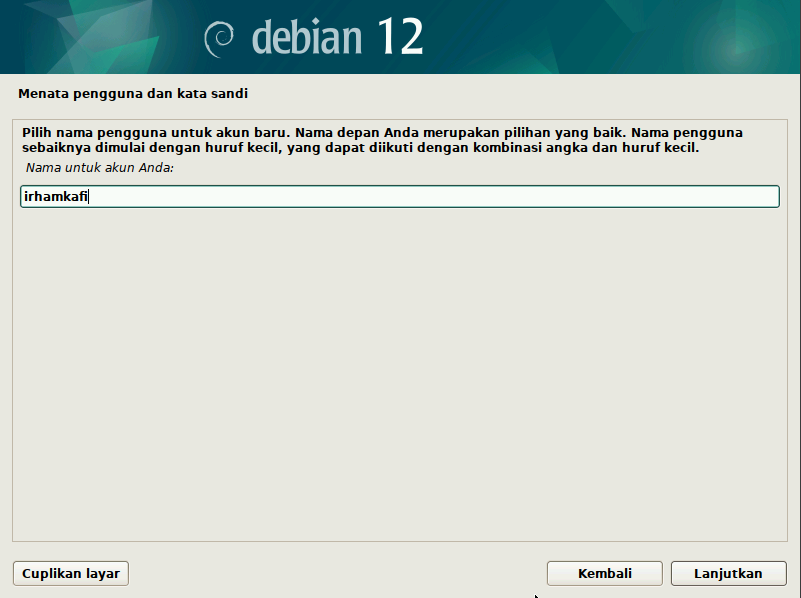 debian 12
Menata pengguna dan kata sandi
Pilih nama pengguna untuk akun baru. Nama depan Anda merupakan pilihan yang baik. Nama pengguna
sebaiknya dimulai dengan huruf kecil, yang dapat diikuti dengan kombinasi angka dan huruf kecil.
Nama untuk akun Anda:
irhamkafi
Cuplikan layar
Kembali
Lanjutkan